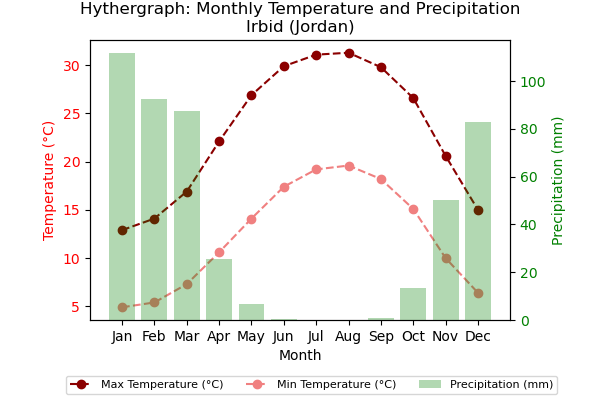 Hythergraph: Monthly Temperature and Precipitation
Irbid (Jordan)
30
25
20
15
10
5
Temperature (°C)
100
80
60
40
20
0
Precipitation (mm)
Jan Feb Mar Apr May Jun Jul Aug Sep Oct Nov Dec
Month
Max Temperature (°C) Min Temperature (°C) Precipitation (mm)